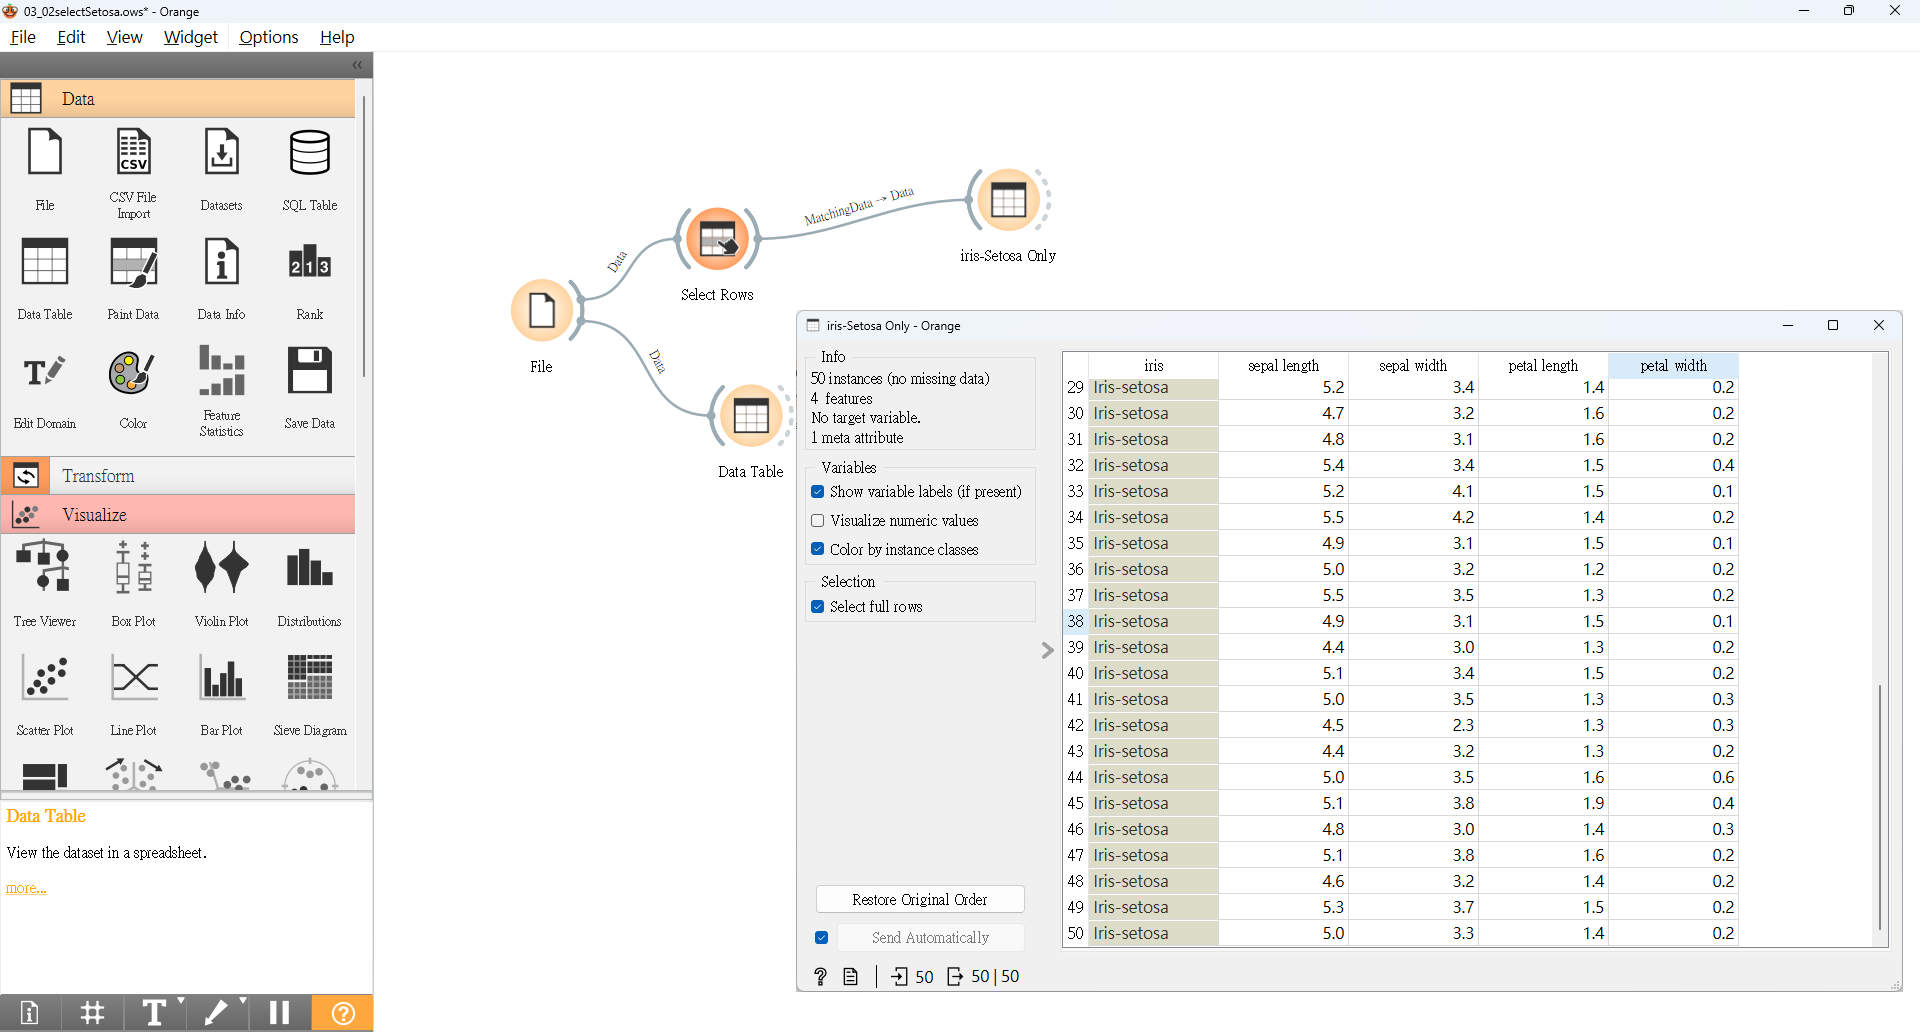 03_02selectSetosa.ows* - Orange
File Edit View Widget Options Help
Data
File CSV File Import Datasets SQL Table
Data Table Paint Data Data Info Rank
Edit Domain Color Feature Statistics Save Data
Transform
Visualize
Tree Viewer Box Plot Violin Plot Distributions
Scatter Plot Line Plot Bar Plot Sieve Diagram
Data Table
View the dataset in a spreadsheet.
more...
File
Data
Select Rows
MatchingData → Data
iris-Setosa Only
Data
Data Table
iris-Setosa Only - Orange
Info
50 instances (no missing data)
4 features
No target variable.
1 meta attribute
Variables
Show variable labels (if present)
Visualize numeric values
Color by instance classes
Selection
Select full rows
Restore Original Order
Send Automatically
50 50 | 50
iris sepal length sepal width petal length petal width
29 Iris-setosa 5.2 3.4 1.4 0.2
30 Iris-setosa 4.7 3.2 1.6 0.2
31 Iris-setosa 4.8 3.1 1.6 0.2
32 Iris-setosa 5.4 3.4 1.5 0.4
33 Iris-setosa 5.2 4.1 1.5 0.1
34 Iris-setosa 5.5 4.2 1.4 0.2
35 Iris-setosa 4.9 3.1 1.5 0.1
36 Iris-setosa 5.0 3.2 1.2 0.2
37 Iris-setosa 5.5 3.5 1.3 0.2
38 Iris-setosa 4.9 3.1 1.5 0.1
39 Iris-setosa 4.4 3.0 1.3 0.2
40 Iris-setosa 5.1 3.4 1.5 0.2
41 Iris-setosa 5.0 3.5 1.3 0.3
42 Iris-setosa 4.5 2.3 1.3 0.3
43 Iris-setosa 4.4 3.2 1.3 0.2
44 Iris-setosa 5.0 3.5 1.6 0.6
45 Iris-setosa 5.1 3.8 1.9 0.4
46 Iris-setosa 4.8 3.0 1.4 0.3
47 Iris-setosa 5.1 3.8 1.6 0.2
48 Iris-setosa 4.6 3.2 1.4 0.2
49 Iris-setosa 5.3 3.7 1.5 0.2
50 Iris-setosa 5.0 3.3 1.4 0.2